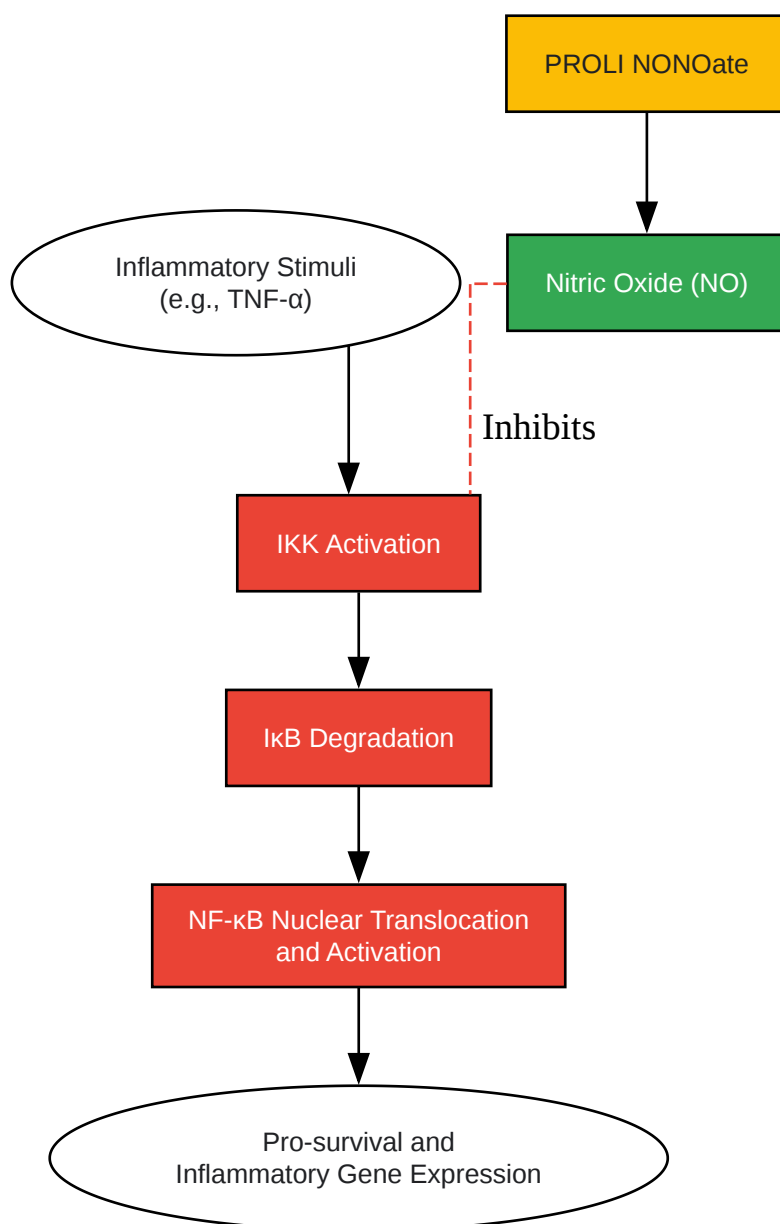 PROLI NONOate
Inflammatory Stimuli
(e.g., TNF-α)
Nitric Oxide (NO)
Inhibits
IKK Activation
IκB Degradation
NF-κB Nuclear Translocation
and Activation
Pro-survival and
Inflammatory Gene Expression